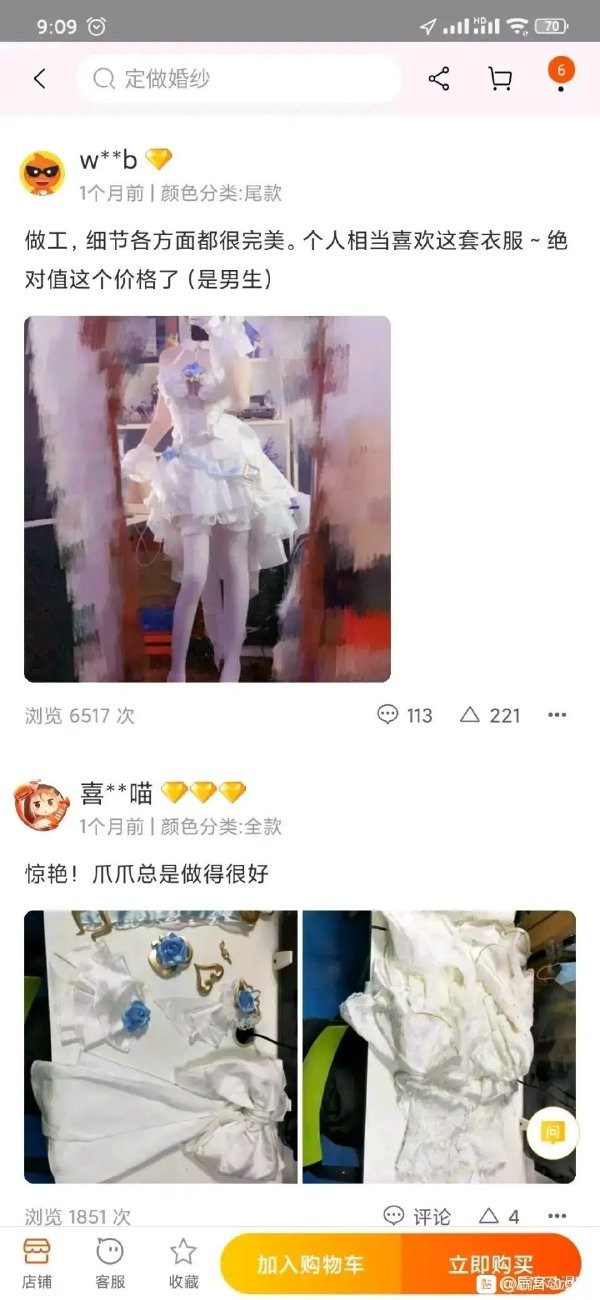 9:09
HD
70
定做婚纱
6
w**b
1个月前 | 颜色分类:尾款
做工，细节各方面都很完美。个人相当喜欢这套衣服 ~ 绝
对值这个价格了（是男生）
浏览 6517 次
113
221
喜**喵
1个月前 | 颜色分类:全款
惊艳！爪爪总是做得很好
问
浏览 1851 次
评论
4
店铺
客服
收藏
加入购物车
立即购买